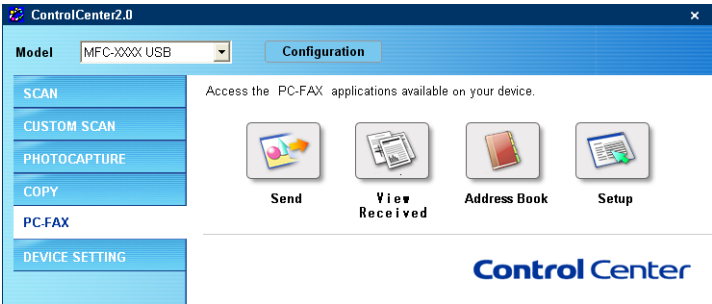 ControlCenter2.0
Model MFC-XXXX USB Configuration
SCAN
CUSTOM SCAN
PHOTOCAPTURE
COPY
PC-FAX
DEVICE SETTING
Access the PC-FAX applications available on your device.
Send View Received Address Book Setup
Control Center